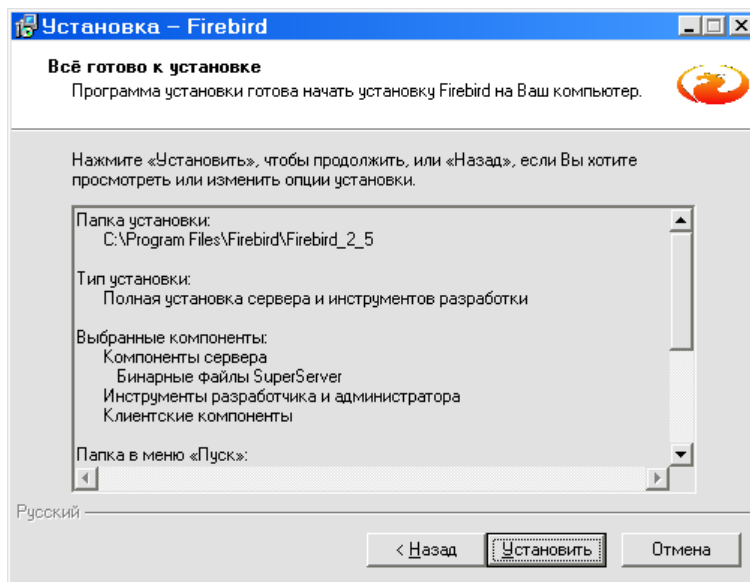 Установка – Firebird
Всё готово к установке
Программа установки готова начать установку Firebird на Ваш компьютер.
Нажмите «Установить», чтобы продолжить, или «Назад», если Вы хотите
просмотреть или изменить опции установки.
Папка установки:
C:\Program Files\Firebird\Firebird_2_5
Тип установки:
Полная установка сервера и инструментов разработки
Выбранные компоненты:
Компоненты сервера
Бинарные файлы SuperServer
Инструменты разработчика и администратора
Клиентские компоненты
Папка в меню «Пуск»:
Русский
< Назад
Установить
Отмена